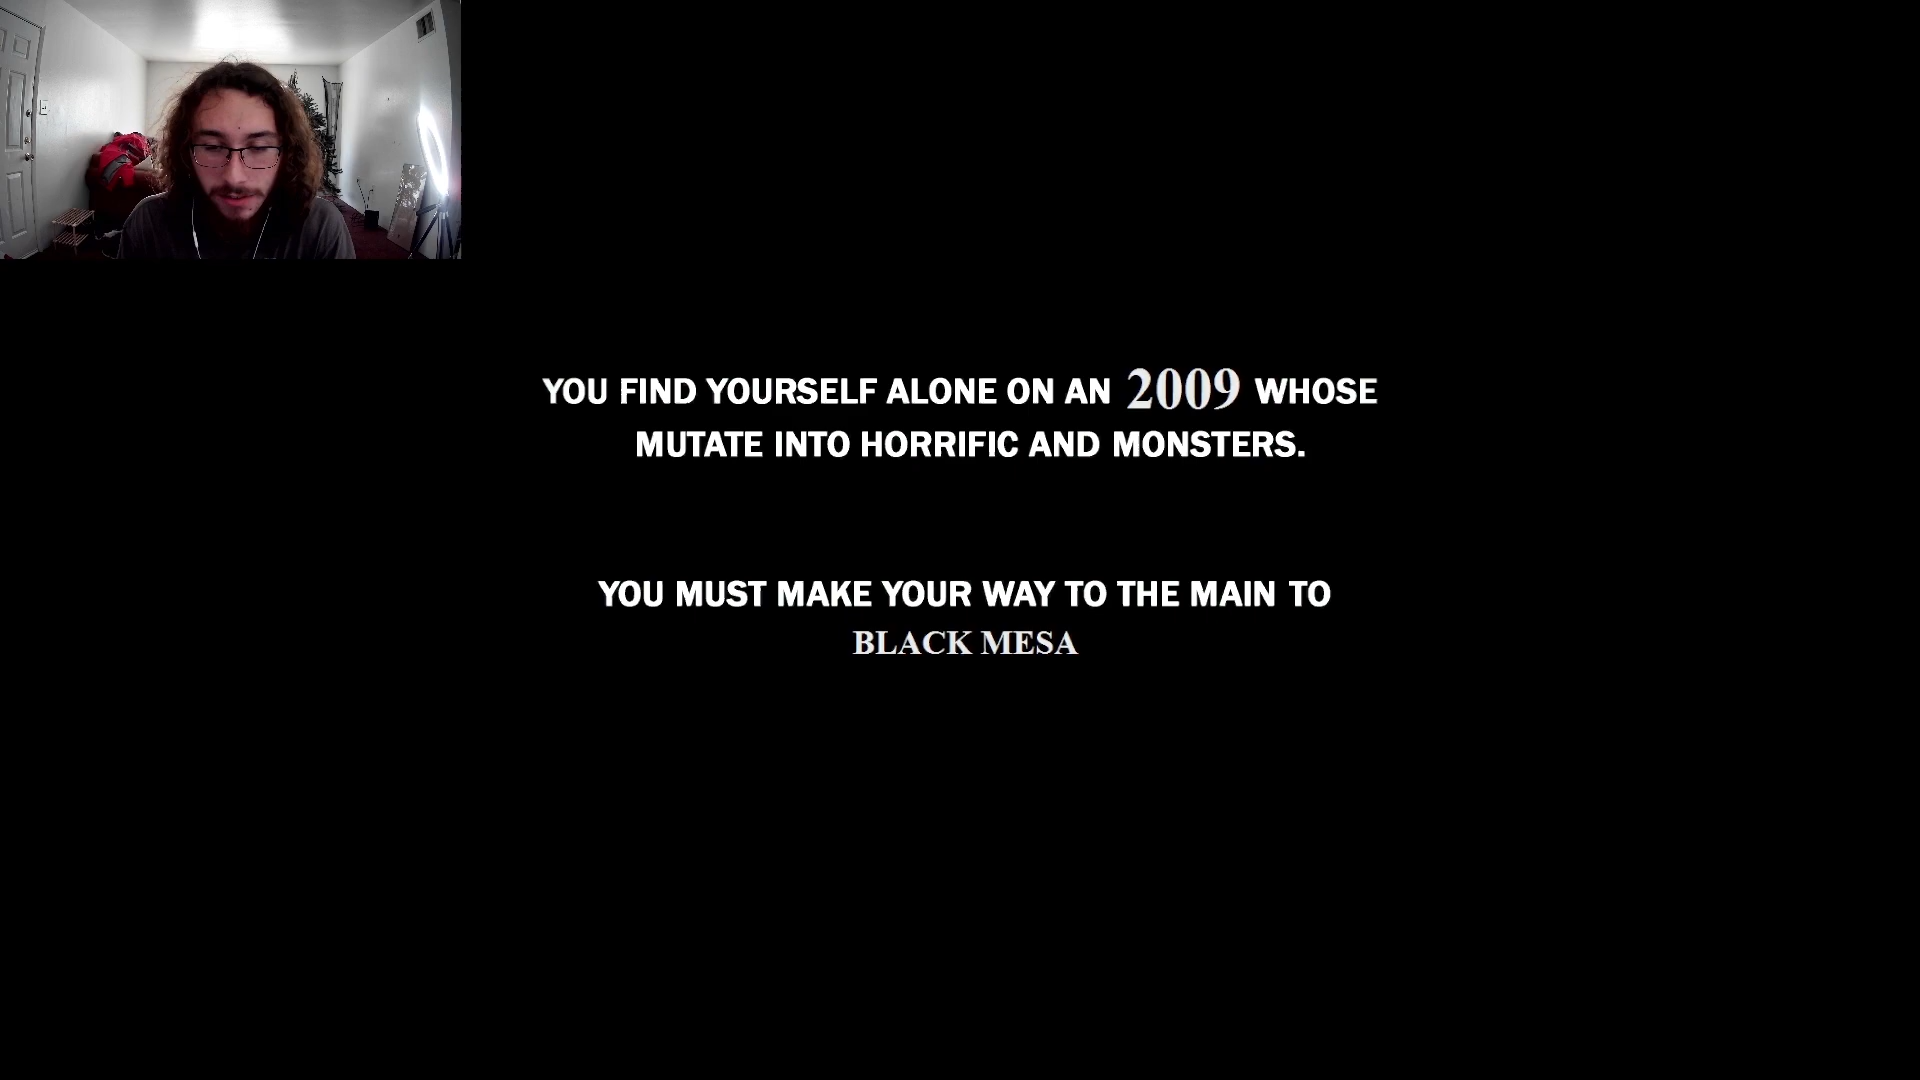 YOU FIND YOURSELF ALONE ON AN 2009 WHOSE
MUTATE INTO HORRIFIC AND MONSTERS.
YOU MUST MAKE YOUR WAY TO THE MAIN TO
BLACK MESA